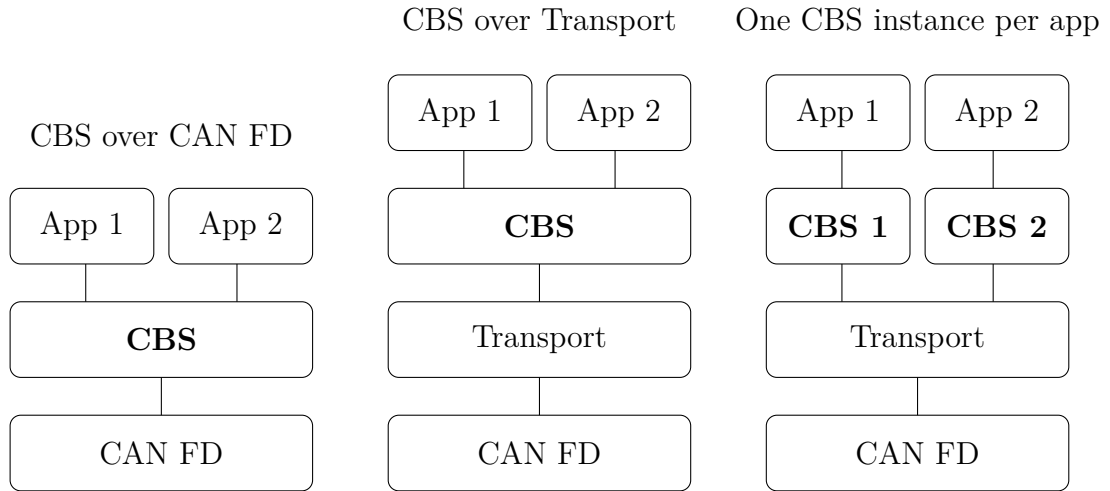 CBS over CAN FD
App 1
App 2
CBS
CAN FD
CBS over Transport
App 1
App 2
CBS
Transport
CAN FD
One CBS instance per app
App 1
App 2
CBS 1
CBS 2
Transport
CAN FD